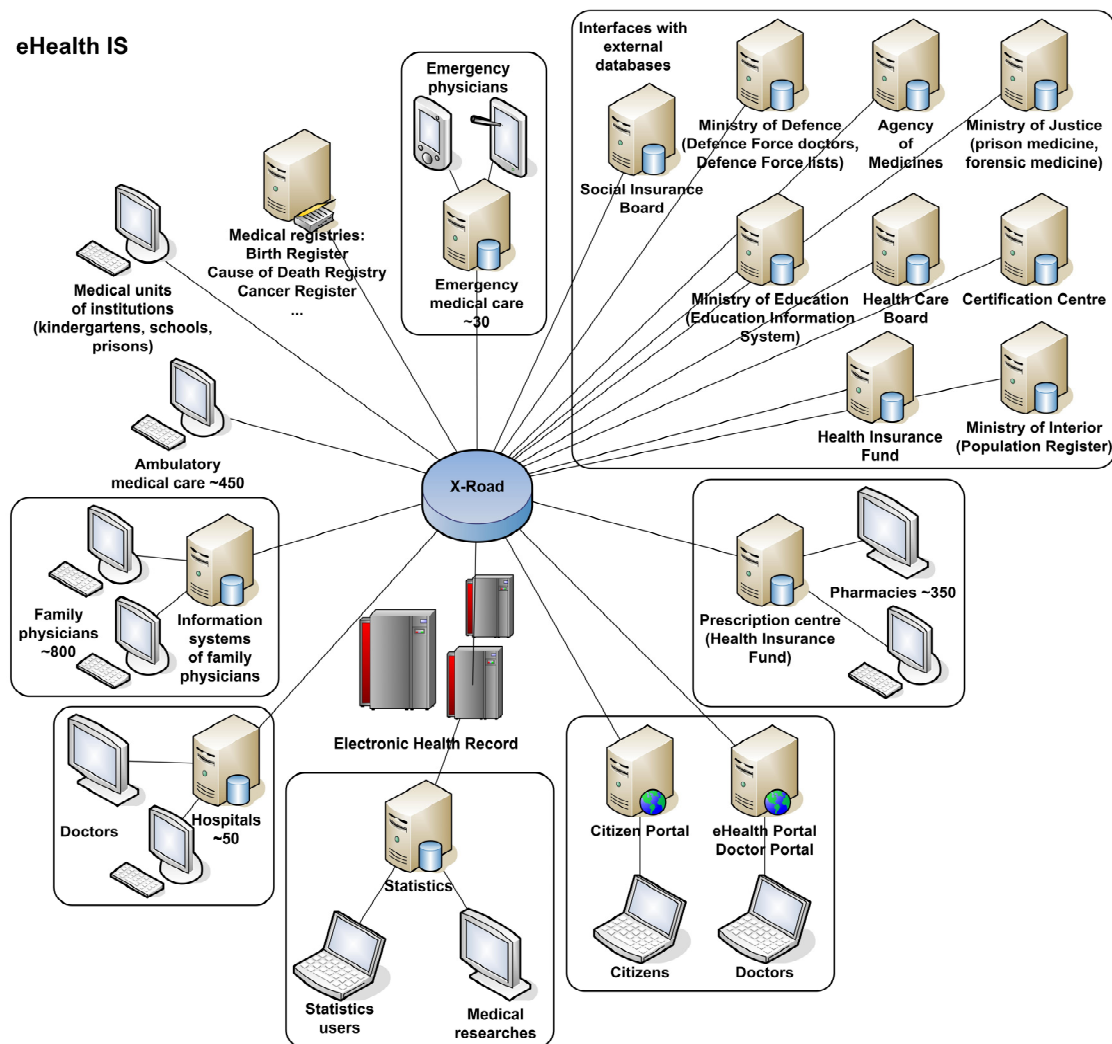 eHealth IS
Emergency
physicians
Emergency
medical care
~30
Interfaces with
external
databases
Social Insurance
Board
Ministry of Defence
(Defence Force doctors,
Defence Force lists)
Agency
of
Medicines
Ministry of Justice
(prison medicine,
forensic medicine)
Ministry of Education
(Education Information
System)
Health Care
Board
Certification Centre
Health Insurance
Fund
Ministry of Interior
(Population Register)
Medical registries:
Birth Register
Cause of Death Registry
Cancer Register
...
Medical units
of institutions
(kindergartens, schools,
prisons)
Ambulatory
medical care ~450
X-Road
Family
physicians
~800
Information
systems
of family
physicians
Prescription centre
(Health Insurance
Fund)
Pharmacies ~350
Electronic Health Record
Doctors
Hospitals
~50
Statistics
Statistics
users
Medical
researches
Citizen Portal
eHealth Portal
Doctor Portal
Citizens
Doctors